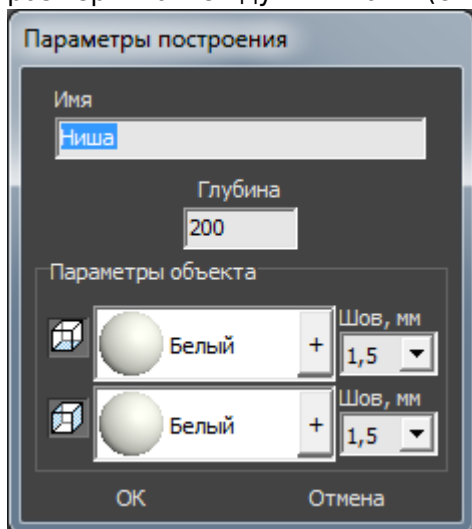 Параметры построения
Имя
Ниша
Глубина
200
Параметры объекта
Шов, мм
Белый + 1,5
Шов, мм
Белый + 1,5
ОК Отмена